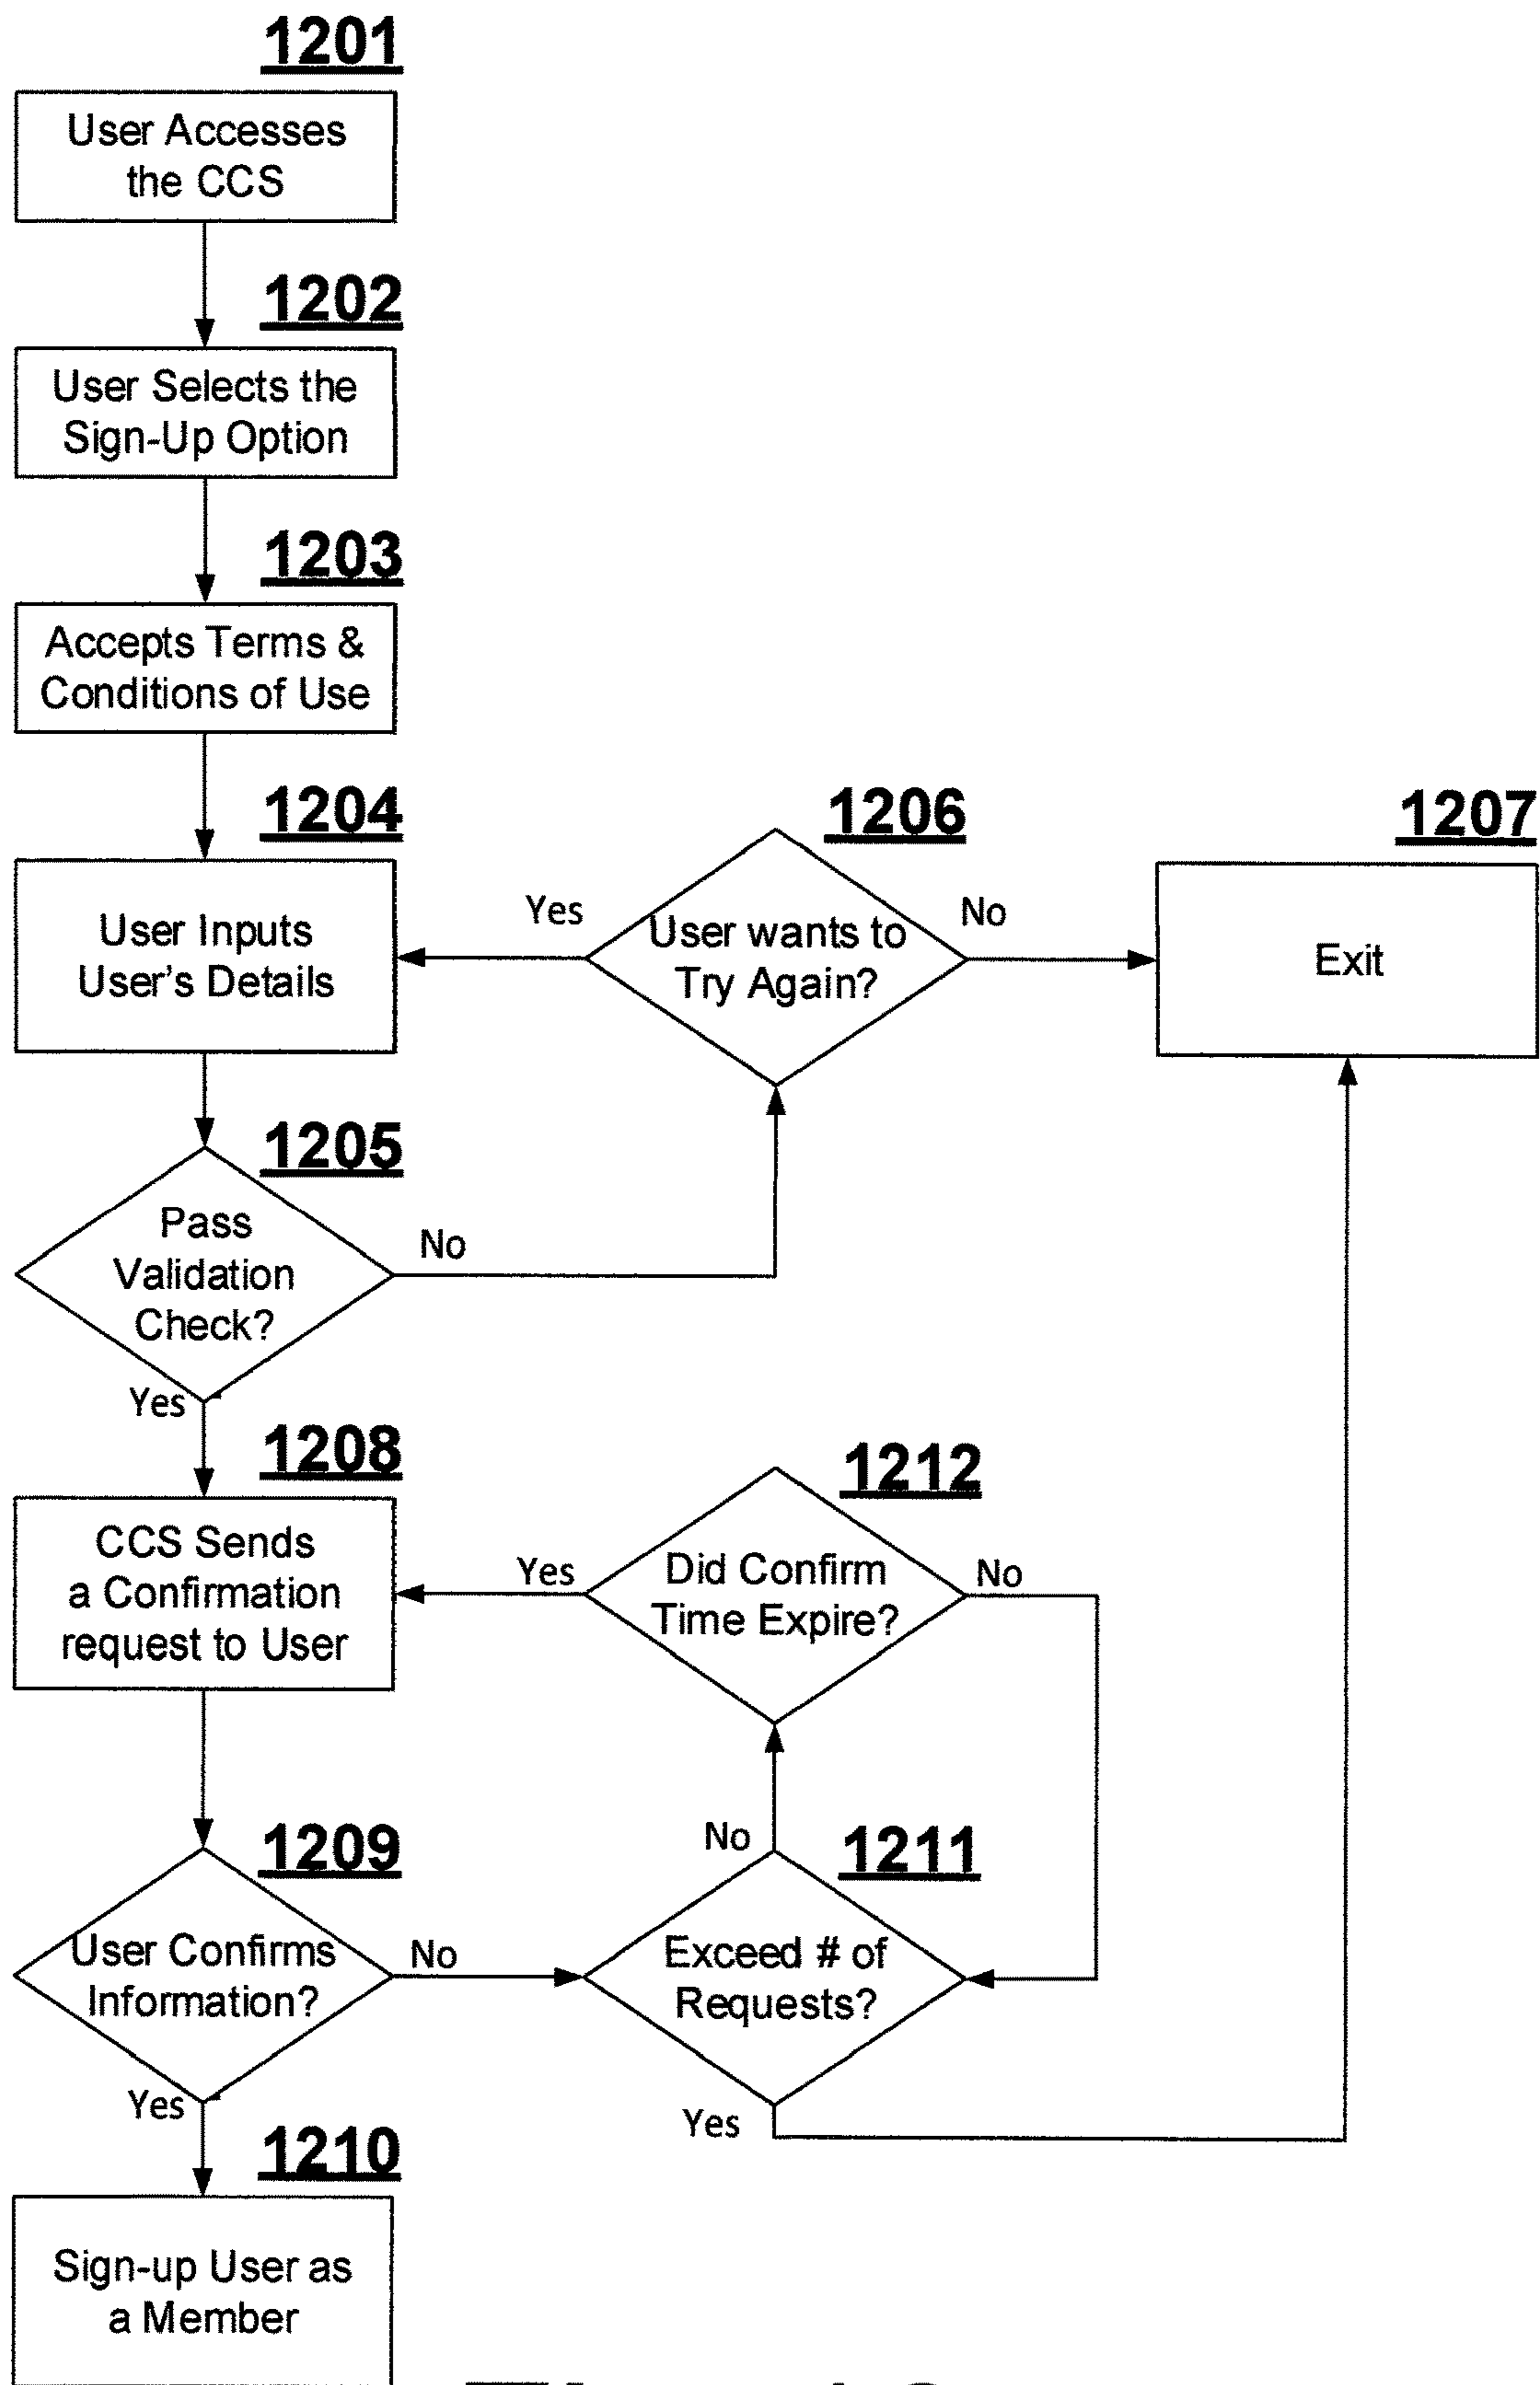 1201
User Accesses
the CCS
1202
User Selects the
Sign-Up Option
1203
Accepts Terms &
Conditions of Use
1204
User Inputs
User's Details
1206
Yes
User wants to
Try Again?
No
1207
Exit
1205
Pass
Validation
Check?
No
Yes
1208
CCS Sends
a Confirmation
request to User
1212
Yes
Did Confirm
Time Expire?
No
1209
User Confirms
Information?
No
Yes
1211
No
Exceed # of
Requests?
Yes
1210
Sign-up User as
a Member